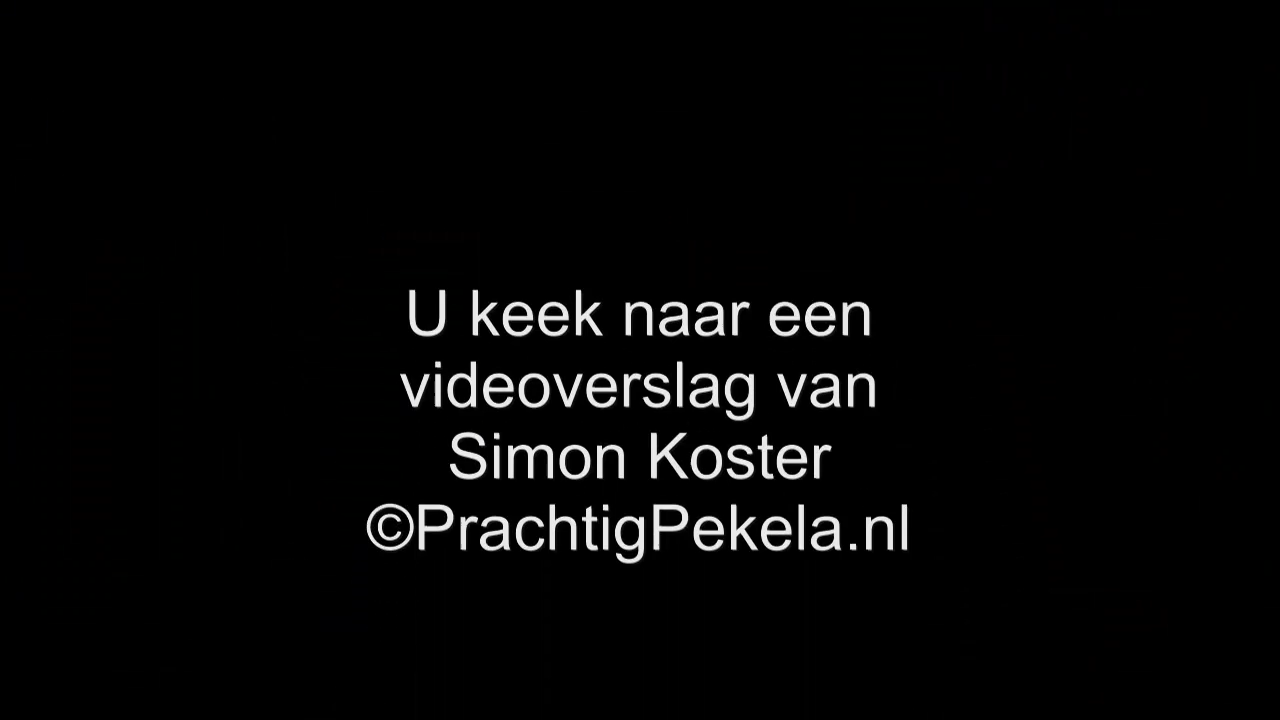 U keek naar een
videoverslag van
Simon Koster
©PrachtigPekela.nl